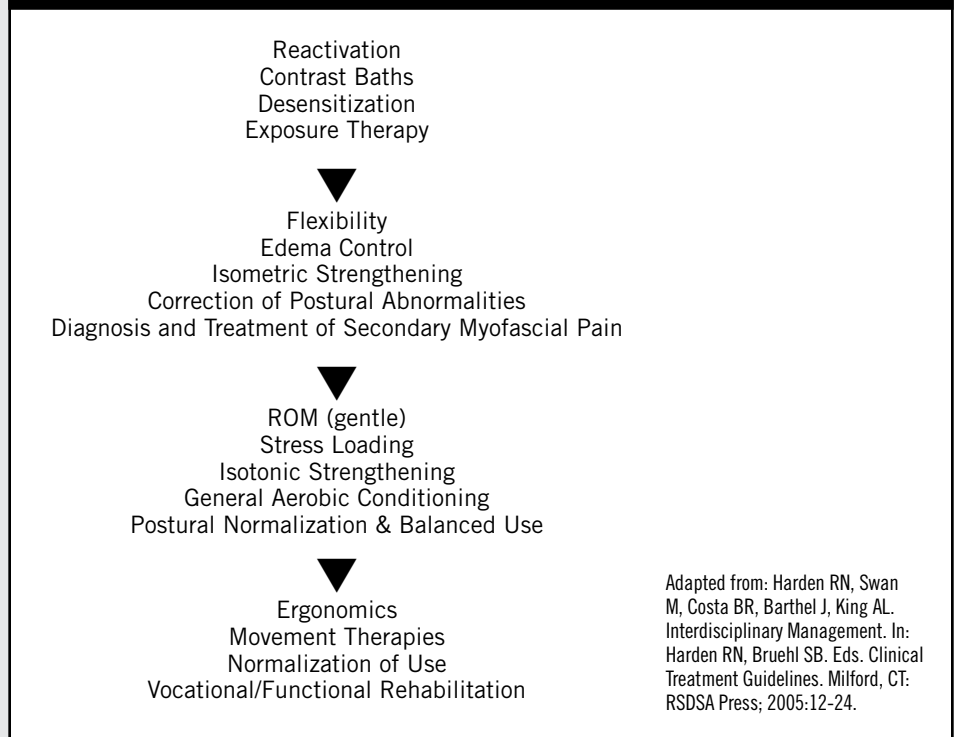 Reactivation
Contrast Baths
Desensitization
Exposure Therapy
Flexibility
Edema Control
Isometric Strengthening
Correction of Postural Abnormalities
Diagnosis and Treatment of Secondary Myofascial Pain
ROM (gentle)
Stress Loading
Isotonic Strengthening
General Aerobic Conditioning
Postural Normalization & Balanced Use
Ergonomics
Movement Therapies
Normalization of Use
Vocational/Functional Rehabilitation
Adapted from: Harden RN, Swan
M, Costa BR, Barthel J, King AL.
Interdisciplinary Management. In:
Harden RN, Bruehl SB. Eds. Clinical
Treatment Guidelines. Milford, CT:
RSDSA Press; 2005:12-24.